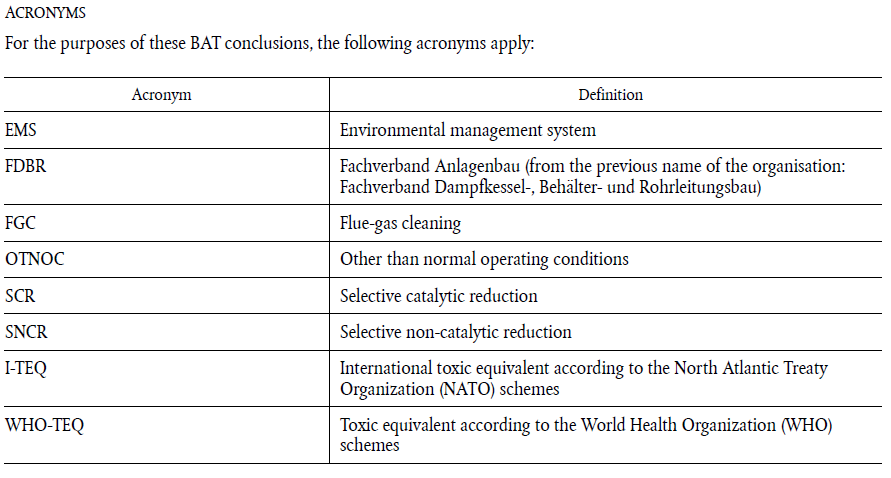 ACRONYMS
For the purposes of these BAT conclusions, the following acronyms apply:
Acronym Definition
EMS Environmental management system
FDBR Fachverband Anlagenbau (from the previous name of the organisation:
Fachverband Dampfkessel-, Behälter- und Rohrleitungsbau)
FGC Flue-gas cleaning
OTNOC Other than normal operating conditions
SCR Selective catalytic reduction
SNCR Selective non-catalytic reduction
I-TEQ International toxic equivalent according to the North Atlantic Treaty
Organization (NATO) schemes
WHO-TEQ Toxic equivalent according to the World Health Organization (WHO)
schemes